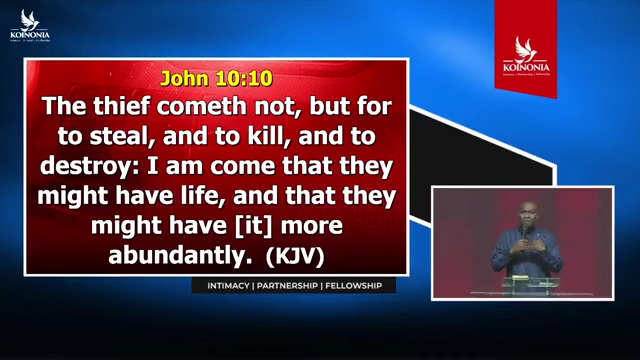 KOINONIA
KOINONIA
John 10:10
The thief cometh not, but for
to steal, and to kill, and to
destroy: I am come that they
might have life, and that they
might have [it] more
abundantly. (KJV)
INTIMACY | PARTNERSHIP | FELLOWSHIP